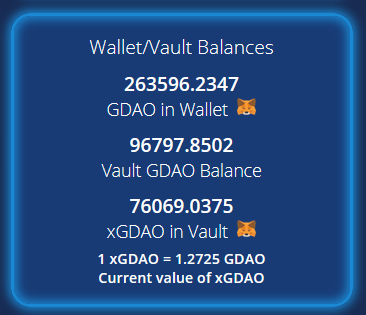 Wallet/Vault Balances
263596.2347
GDAO in Wallet
96797.8502
Vault GDAO Balance
76069.0375
xGDAO in Vault
1 xGDAO = 1.2725 GDAO
Current value of xGDAO